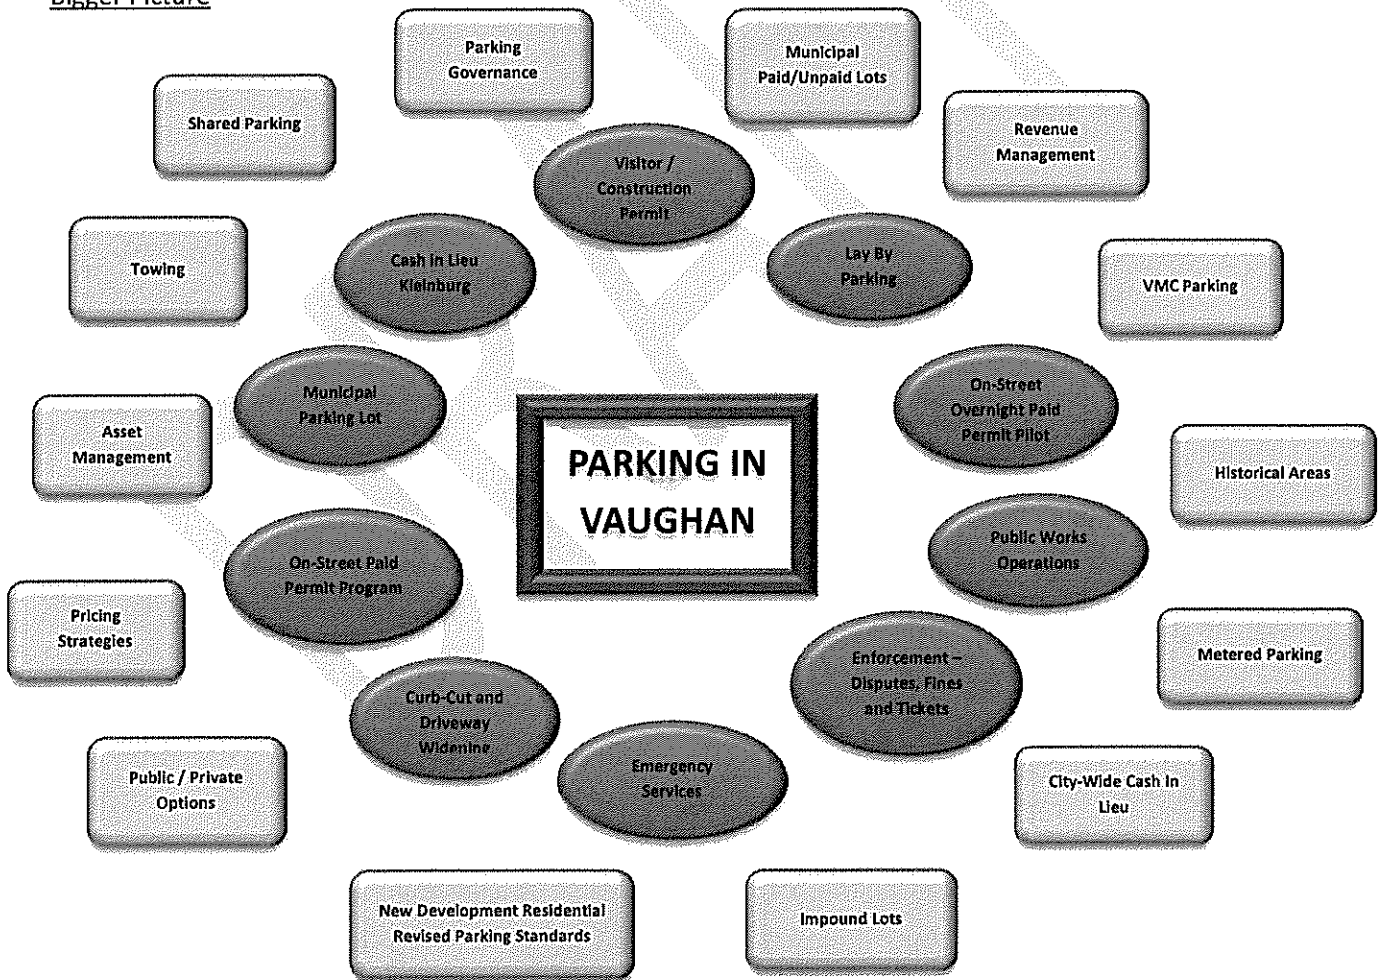 Bigger Picture
Parking
Governance
Municipal
Paid/Unpaid Lots
Shared Parking
Revenue
Management
Visitor /
Construction
Permit
Cash in Lieu
Kleinburg
Lay By
Parking
Towing
VMC Parking
Municipal
Parking Lot
On-Street
Overnight Paid
Permit Pilot
Asset
Management
PARKING IN
VAUGHAN
Historical Areas
Public Works
Operations
On-Street Paid
Permit Program
Pricing
Strategies
Metered Parking
Enforcement –
Disputes, Fines
and Tickets
Curb-Cut and
Driveway
Widening
Emergency
Services
Public / Private
Options
City-Wide Cash in
Lieu
New Development Residential
Revised Parking Standards
Impound Lots